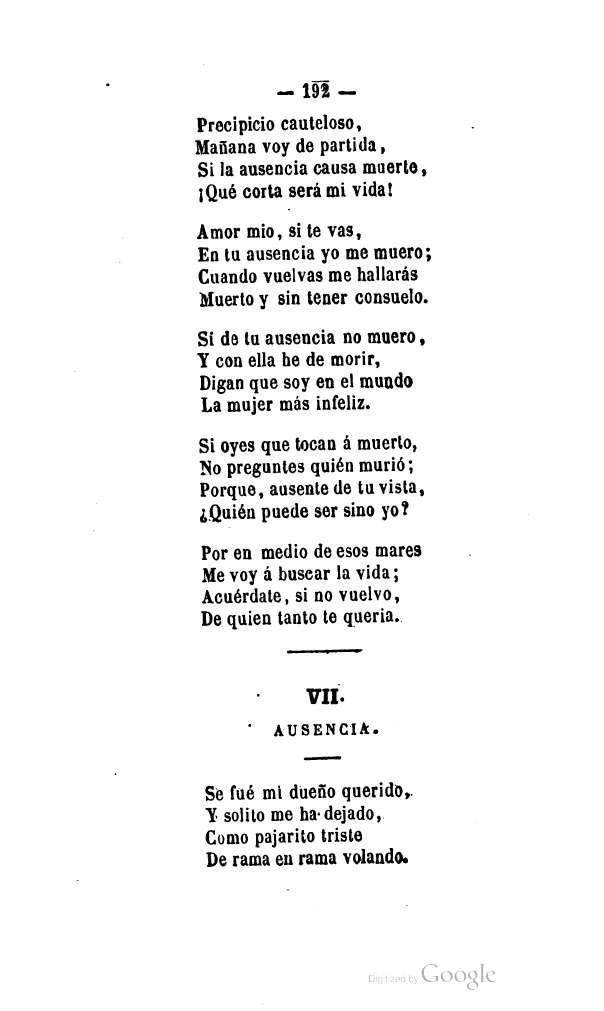 — 192 —
Precipicio cauteloso,
Mañana voy de partida,
Si la ausencia causa muerte,
¡Qué corta será mi vida!
Amor mio, si te vas,
En tu ausencia yo me muero;
Cuando vuelvas me hallarás
Muerto y sin tener consuelo.
Si de tu ausencia no muero,
Y con ella he de morir,
Digan que soy en el mundo
La mujer más infeliz.
Si oyes que tocan á muerto,
No preguntes quién murió;
Porque, ausente de tu vista,
¿Quién puede ser sino yo?
Por en medio de esos mares
Me voy á buscar la vida;
Acuérdate, si no vuelvo,
De quien tanto te queria.
VII.
AUSENCIA.
Se fué mi dueño querido,
Y solito me ha dejado,
Como pajarito triste
De rama en rama volando.
Digitized by Google